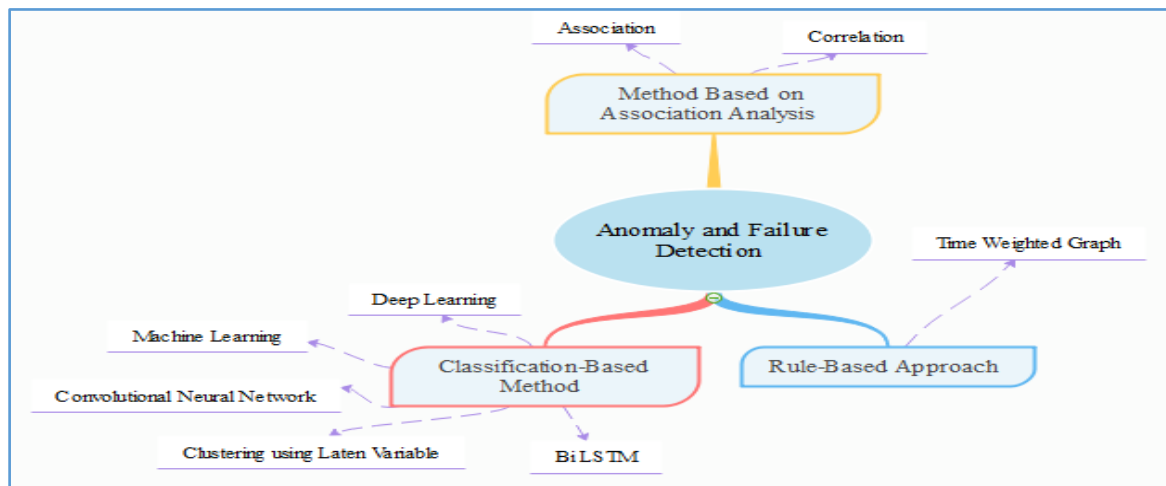 Association
Correlation
Method Based on
Association Analysis
Anomaly and Failure
Detection
Time Weighted Graph
Deep Learning
Machine Learning
Classification-Based
Method
Rule-Based Approach
Convolutional Neural Network
Clustering using Laten Variable
BiLSTM